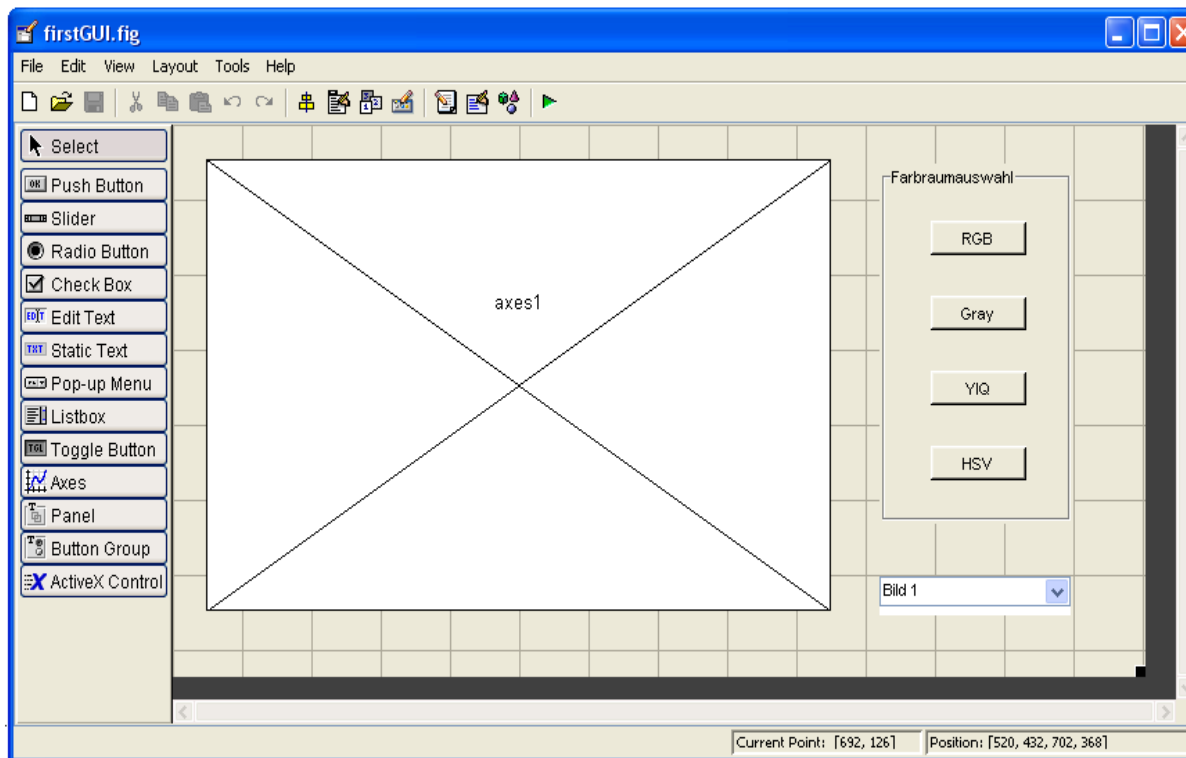 firstGUI.fig
File Edit View Layout Tools Help
Select
Push Button
Slider
Radio Button
Check Box
Edit Text
Static Text
Pop-up Menu
Listbox
Toggle Button
Axes
Panel
Button Group
ActiveX Control
axes1
Farbraumauswahl
RGB
Gray
YIQ
HSV
Bild 1
Current Point: [692, 126] Position: [520, 432, 702, 368]